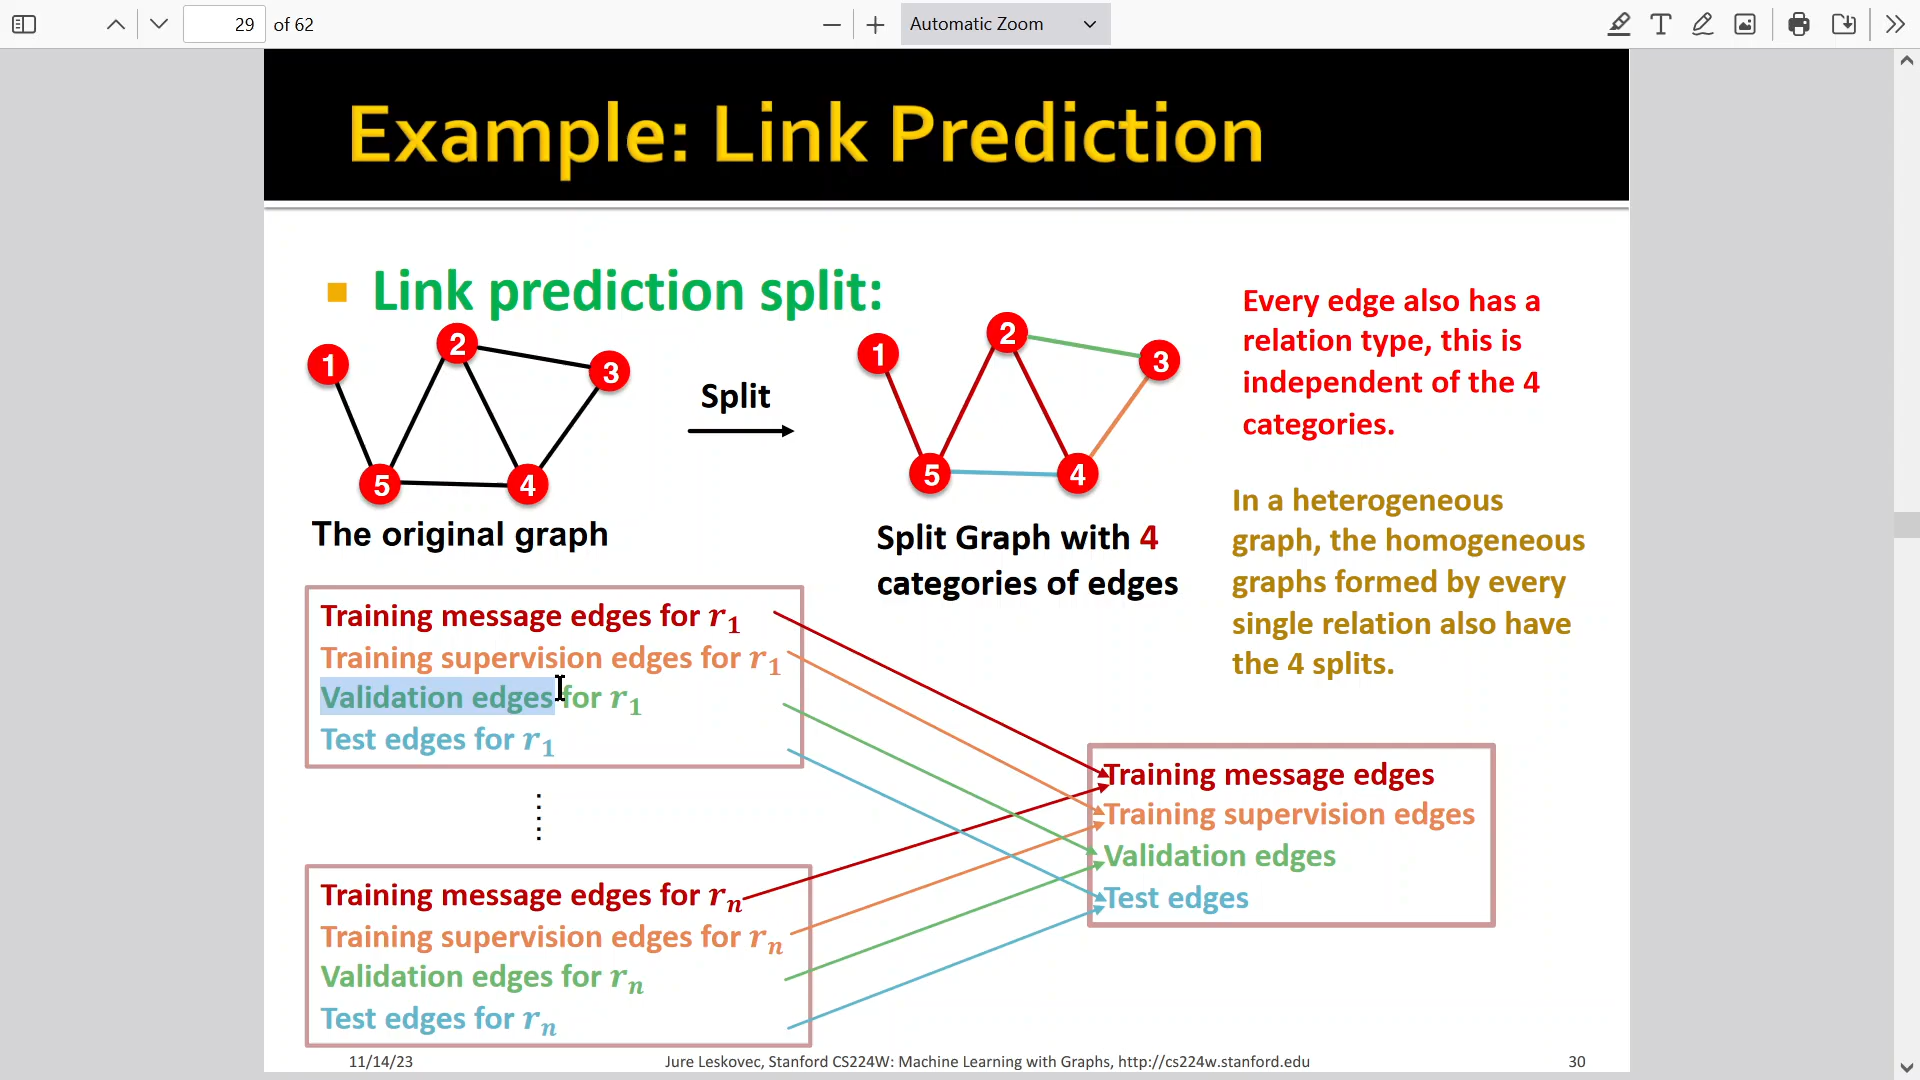 29 of 62
Automatic Zoom
Example: Link Prediction
Link prediction split:
1
2
3
5
4
The original graph
Split
1
2
3
5
4
Split Graph with 4
categories of edges
Every edge also has a
relation type, this is
independent of the 4
categories.
In a heterogeneous
graph, the homogeneous
graphs formed by every
single relation also have
the 4 splits.
Training message edges for r₁
Training supervision edges for r₁
Validation edges for r₁
Test edges for r₁
Training message edges for rₙ
Training supervision edges for rₙ
Validation edges for rₙ
Test edges for rₙ
Training message edges
Training supervision edges
Validation edges
Test edges
11/14/23
Jure Leskovec, Stanford CS224W: Machine Learning with Graphs, http://cs224w.stanford.edu
30